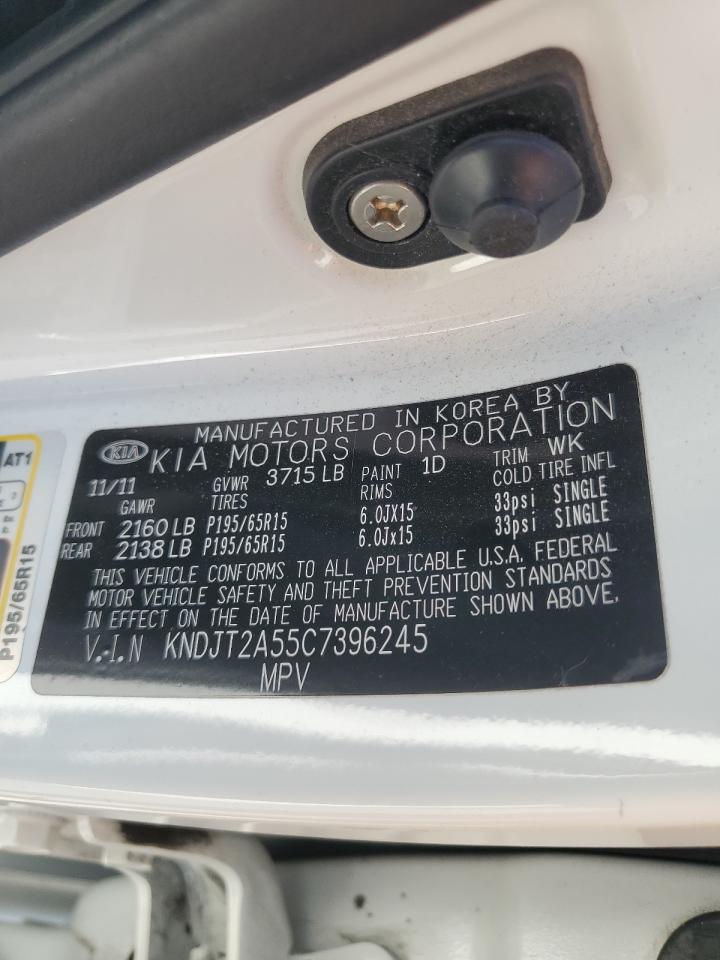 MANUFACTURED IN KOREA BY
KIA KIA MOTORS CORPORATION
11/11 GVWR 3715 LB PAINT 1D TRIM WK
GAWR TIRES RIMS COLD TIRE INFL
FRONT 2160 LB P195/65R15 6.0JX15 33psi SINGLE
REAR 2138 LB P195/65R15 6.0Jx15 33psi SINGLE
THIS VEHICLE CONFORMS TO ALL APPLICABLE U.S.A. FEDERAL
MOTOR VEHICLE SAFETY AND THEFT PREVENTION STANDARDS
IN EFFECT ON THE DATE OF MANUFACTURE SHOWN ABOVE.
V.I.N KNDJT2A55C7396245
MPV
AT1
P195/65R15